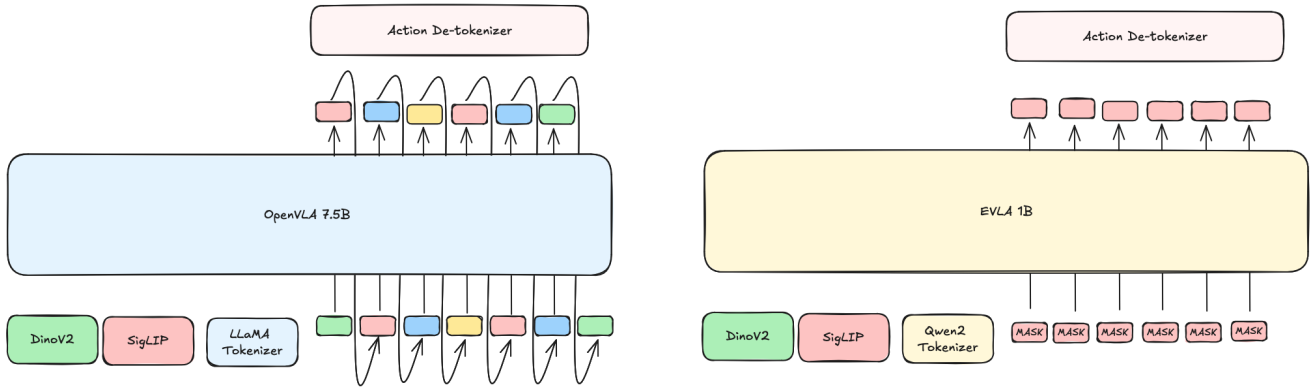 Action De-tokenizer
OpenVLA 7.5B
DinoV2
SigLIP
LLaMA
Tokenizer
Action De-tokenizer
EVLA 1B
MASK MASK MASK MASK MASK MASK
DinoV2
SigLIP
Qwen2
Tokenizer